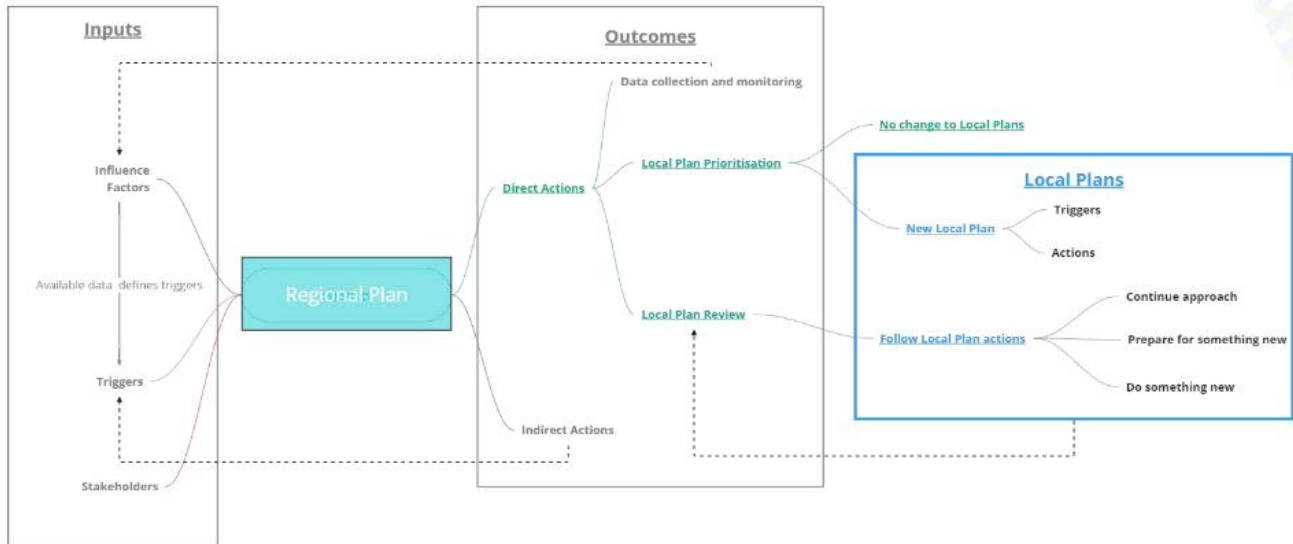 Inputs
Influence
Factors
Available data defines triggers
Triggers
Stakeholders
Regional Plan
Outcomes
Data collection and monitoring
Local Plan Prioritisation
Direct Actions
Local Plan Review
Indirect Actions
No change to Local Plans
Local Plans
New Local Plan
Triggers
Actions
Follow Local Plan actions
Continue approach
Prepare for something new
Do something new